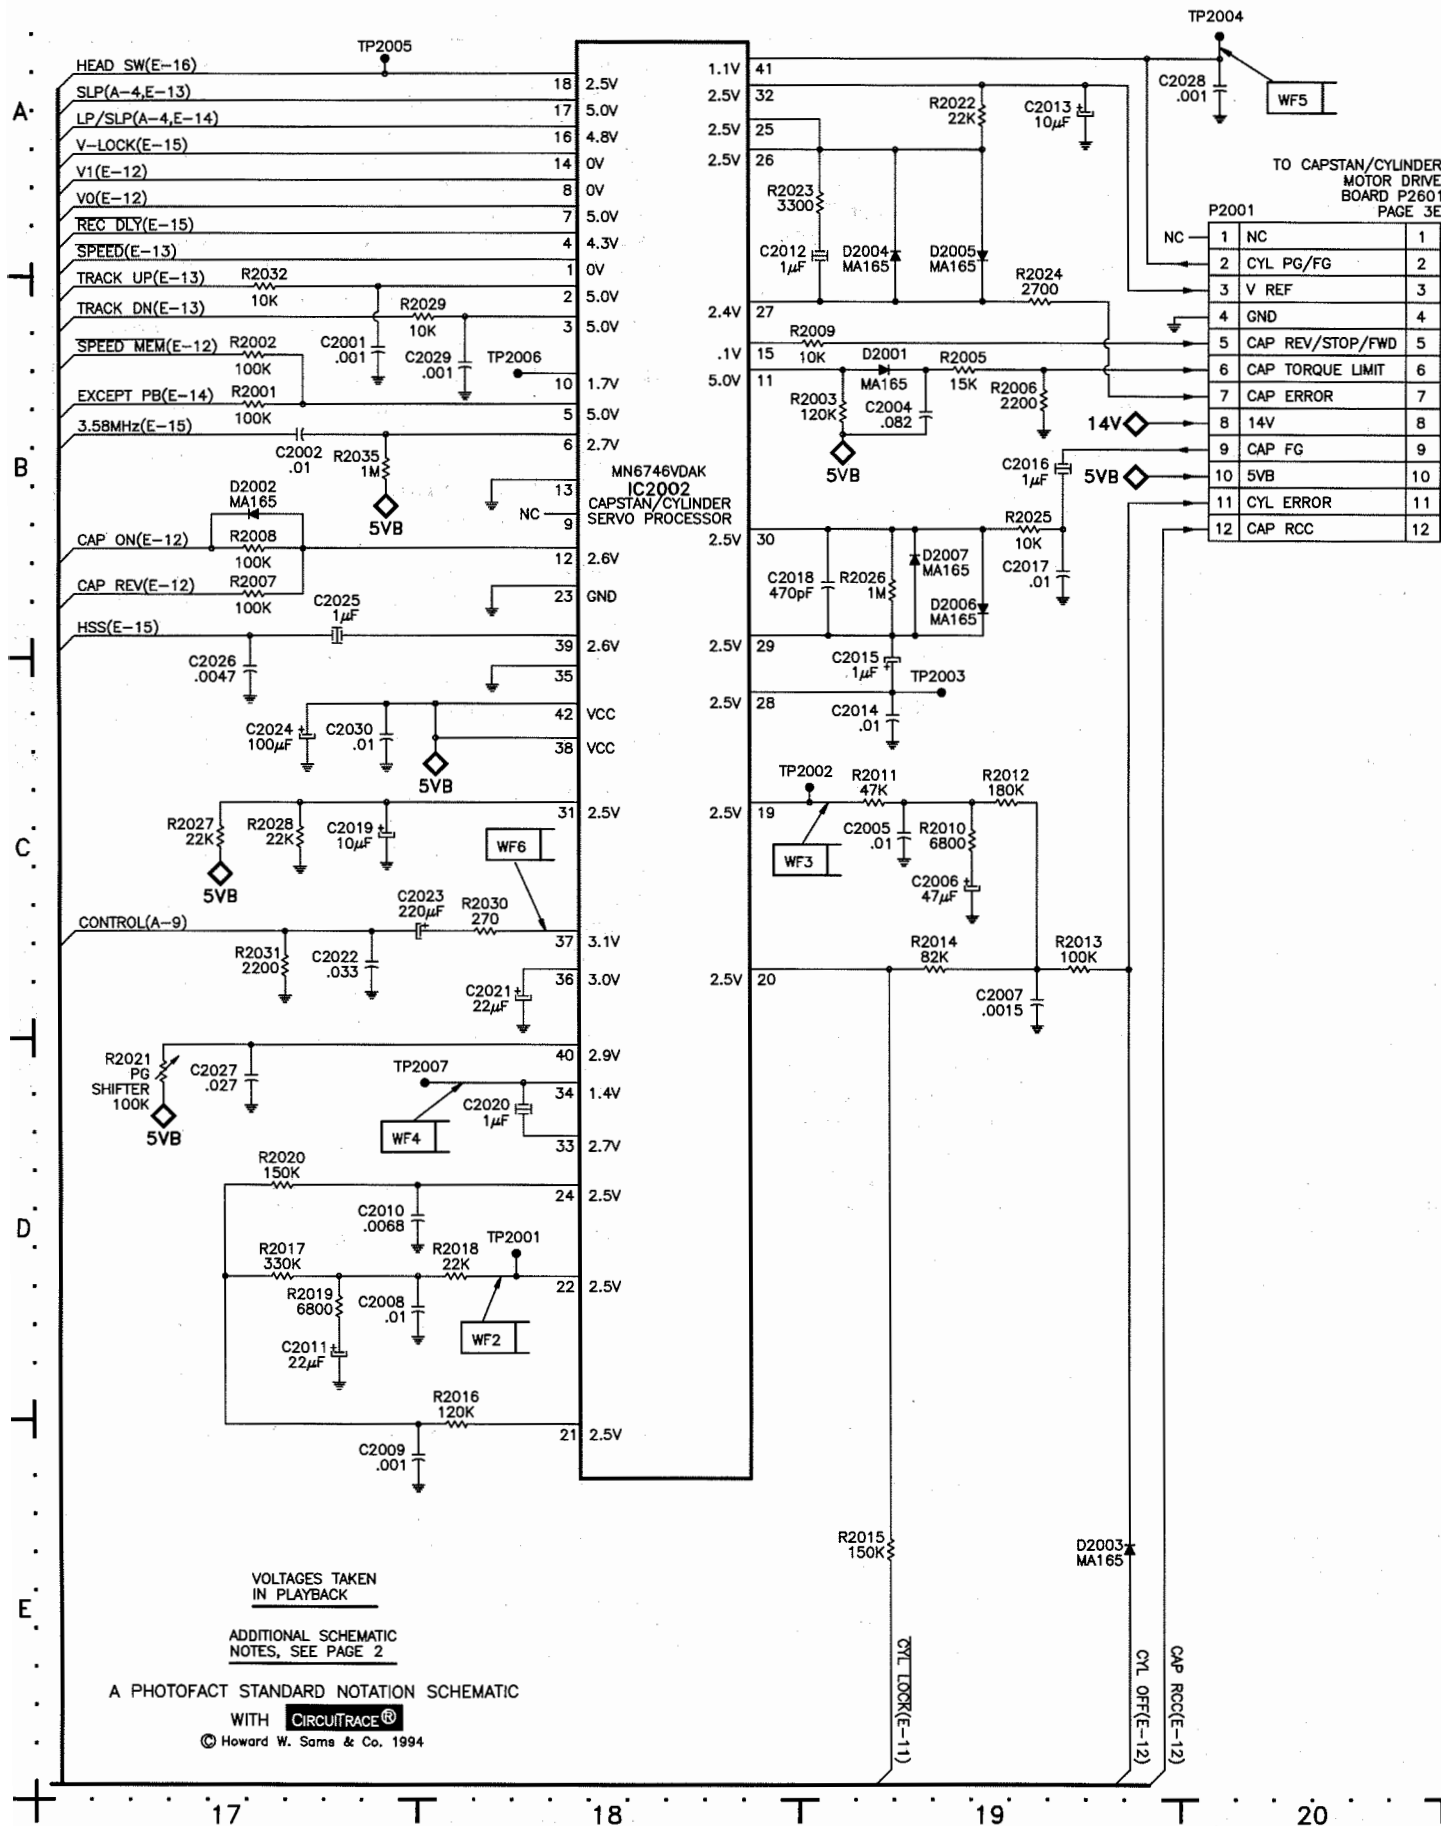 TP2004
TP2005
HEAD SW(E-16)
18 2.5V
1.1V 41
C2028
.001
WF5
A
SLP(A-4,E-13)
17 5.0V
2.5V 32
R2022
22K
C2013
10µF
LP/SLP(A-4,E-14)
16 4.8V
2.5V 25
V-LOCK(E-15)
14 0V
2.5V 26
V1(E-12)
8 0V
TO CAPSTAN/CYLINDER
MOTOR DRIVE
BOARD P2601
PAGE 3E
V0(E-12)
7 5.0V
R2023
3300
P2001
REC DLY(E-15)
4 4.3V
NC 1 NC 1
SPEED(E-13)
1 0V
C2012
1µF
D2004
MA165
D2005
MA165
2 CYL PG/FG 2
TRACK UP(E-13)
R2032
10K
2 5.0V
R2024
2700
3 V REF 3
TRACK DN(E-13)
R2029
10K
3 5.0V
2.4V 27
4 GND 4
SPEED MEM(E-12)
R2002
100K
C2001
.001
C2029
.001
TP2006
10 1.7V
.1V 15
R2009
10K
5 CAP REV/STOP/FWD 5
5.0V 11
D2001
MA165
R2005
15K
R2006
2200
6 CAP TORQUE LIMIT 6
EXCEPT PB(E-14)
R2001
100K
5 5.0V
R2003
120K
C2004
.082
7 CAP ERROR 7
3.58MHz(E-15)
C2002
.01
R2035
1M
6 2.7V
14V 8 14V 8
B
5VB
5VB
C2016
1µF
9 CAP FG 9
5VB 10 5VB 10
MN6746VDAK
IC2002
CAPSTAN/CYLINDER
SERVO PROCESSOR
13
NC 9
11 CYL ERROR 11
12 CAP RCC 12
D2002
MA165
CAP ON(E-12)
R2008
100K
12 2.6V
2.5V 30
R2025
10K
CAP REV(E-12)
R2007
100K
23 GND
C2018
470pF
R2026
1M
D2007
MA165
D2006
MA165
C2017
.01
HSS(E-15)
C2025
1µF
39 2.6V
2.5V 29
C2026
.0047
35
C2015
1µF
TP2003
2.5V 28
C2014
.01
C2024
100µF
C2030
.01
42 VCC
38 VCC
5VB
TP2002
R2011
47K
R2012
180K
31 2.5V
2.5V 19
C
R2027
22K
R2028
22K
C2019
10µF
5VB
WF6
WF3
C2005
.01
R2010
6800
C2006
47µF
CONTROL(A-9)
C2023
220µF
R2030
270
37 3.1V
R2031
2200
C2022
.033
C2021
22µF
36 3.0V
2.5V 20
R2014
82K
R2013
100K
C2007
.0015
R2021
PG
SHIFTER
100K
5VB
C2027
.027
40 2.9V
TP2007
34 1.4V
WF4
C2020
1µF
33 2.7V
R2020
150K
24 2.5V
D
C2010
.0068
R2017
330K
R2018
22K
TP2001
22 2.5V
R2019
6800
C2008
.01
WF2
C2011
22µF
R2016
120K
21 2.5V
C2009
.001
R2015
150K
D2003
MA165
E
VOLTAGES TAKEN
IN PLAYBACK
ADDITIONAL SCHEMATIC
NOTES, SEE PAGE 2
A PHOTOFACT STANDARD NOTATION SCHEMATIC
WITH CIRCUITRACE®
© Howard W. Sams & Co. 1994
CYL LOCK(E-11)
CYL OFF(E-12)
CAP RCC(E-12)
17 18 19 20